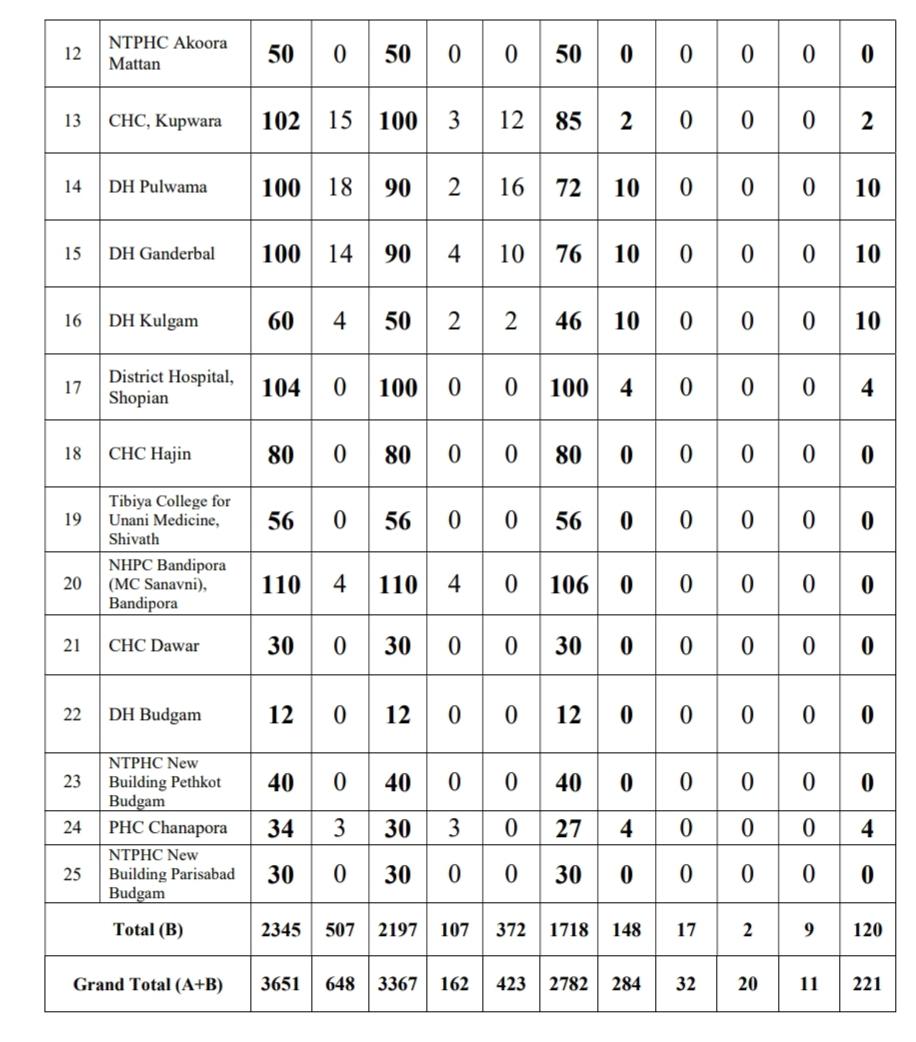 12 NTPHC Akoora Mattan 50 0 50 0 0 50 0 0 0 0 0
13 CHC, Kupwara 102 15 100 3 12 85 2 0 0 0 2
14 DH Pulwama 100 18 90 2 16 72 10 0 0 0 10
15 DH Ganderbal 100 14 90 4 10 76 10 0 0 0 10
16 DH Kulgam 60 4 50 2 2 46 10 0 0 0 10
17 District Hospital, Shopian 104 0 100 0 0 100 4 0 0 0 4
18 CHC Hajin 80 0 80 0 0 80 0 0 0 0 0
19 Tibiya College for Unani Medicine, Shivath 56 0 56 0 0 56 0 0 0 0 0
20 NHPC Bandipora (MC Sanavni), Bandipora 110 4 110 4 0 106 0 0 0 0 0
21 CHC Dawar 30 0 30 0 0 30 0 0 0 0 0
22 DH Budgam 12 0 12 0 0 12 0 0 0 0 0
23 NTPHC New Building Pethkot Budgam 40 0 40 0 0 40 0 0 0 0 0
24 PHC Chanapora 34 3 30 3 0 27 4 0 0 0 4
25 NTPHC New Building Parisabad Budgam 30 0 30 0 0 30 0 0 0 0 0
Total (B) 2345 507 2197 107 372 1718 148 17 2 9 120
Grand Total (A+B) 3651 648 3367 162 423 2782 284 32 20 11 221